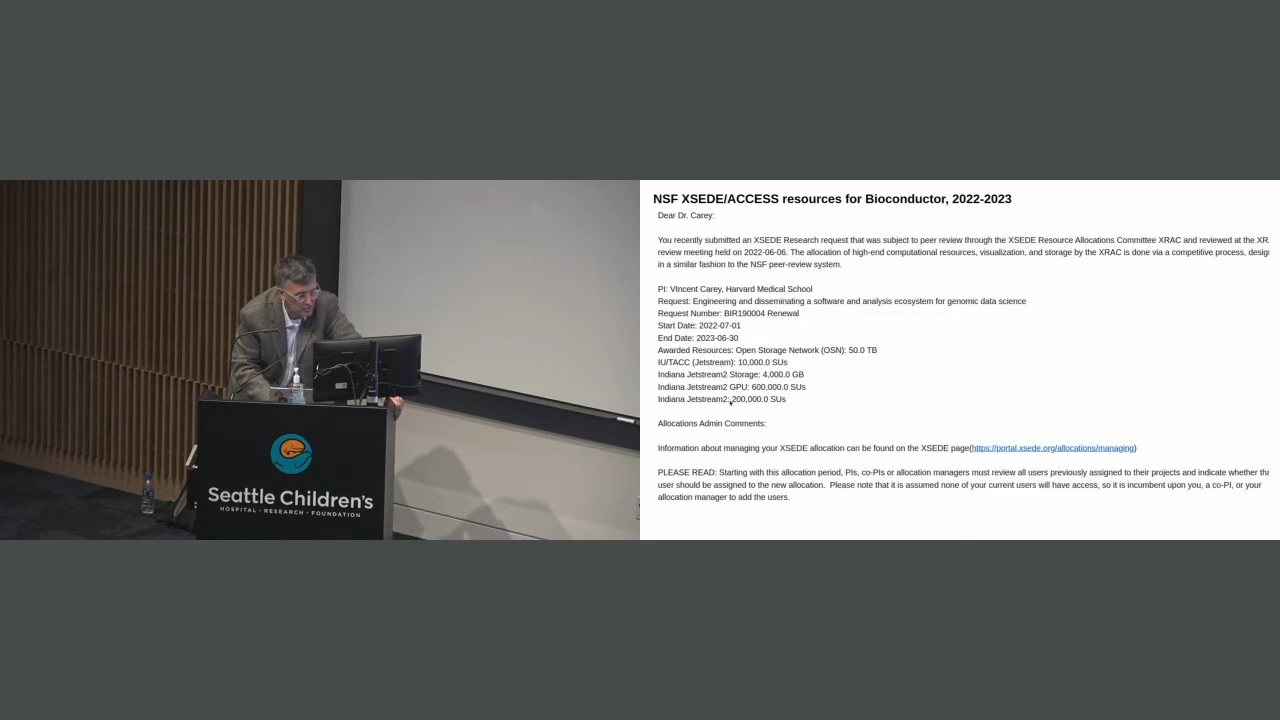 NSF XSEDE/ACCESS resources for Bioconductor, 2022-2023
Dear Dr. Carey:
You recently submitted an XSEDE Research request that was subject to peer review through the XSEDE Resource Allocations Committee XRAC and reviewed at the
review meeting held on 2022-06-06. The allocation of high-end computational resources, visualization, and storage by the XRAC is done via a competitive process,
in a similar fashion to the NSF peer-review system.
PI: VIncent Carey, Harvard Medical School
Request: Engineering and disseminating a software and analysis ecosystem for genomic data science
Request Number: BIR190004 Renewal
Start Date: 2022-07-01
End Date: 2023-06-30
Awarded Resources: Open Storage Network (OSN): 50.0 TB
IU/TACC (Jetstream): 10,000.0 SUs
Indiana Jetstream2 Storage: 4,000.0 GB
Indiana Jetstream2 GPU: 600,000.0 SUs
Indiana Jetstream2: 200,000.0 SUs
Allocations Admin Comments:
Information about managing your XSEDE allocation can be found on the XSEDE page(https://portal.xsede.org/allocations/managing)
PLEASE READ: Starting with this allocation period, PIs, co-PIs or allocation managers must review all users previously assigned to their projects and indicate whether
user should be assigned to the new allocation. Please note that it is assumed none of your current users will have access, so it is incumbent upon you, a co-PI, or your
allocation manager to add the users.
Seattle Children's
HOSPITAL · RESEARCH · FOUNDATION